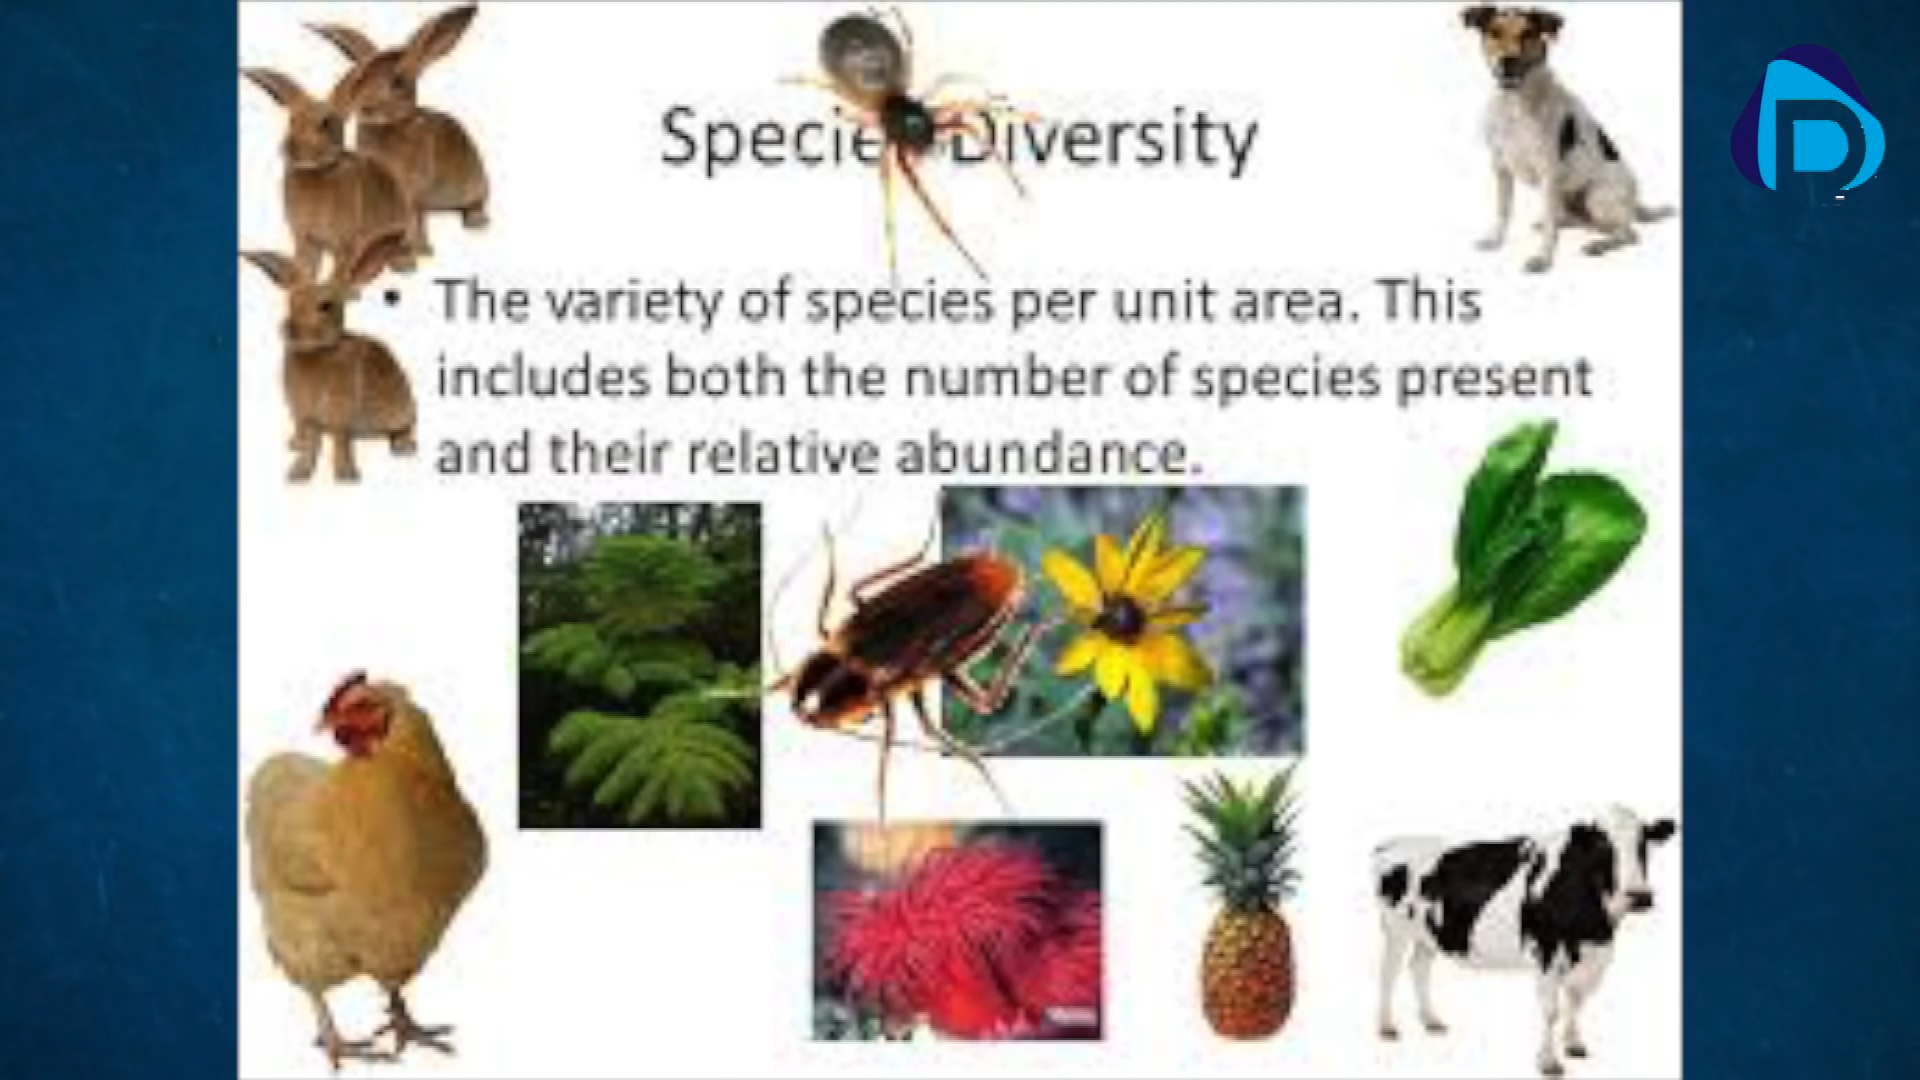 Species Diversity
• The variety of species per unit area. This
includes both the number of species present
and their relative abundance.
D